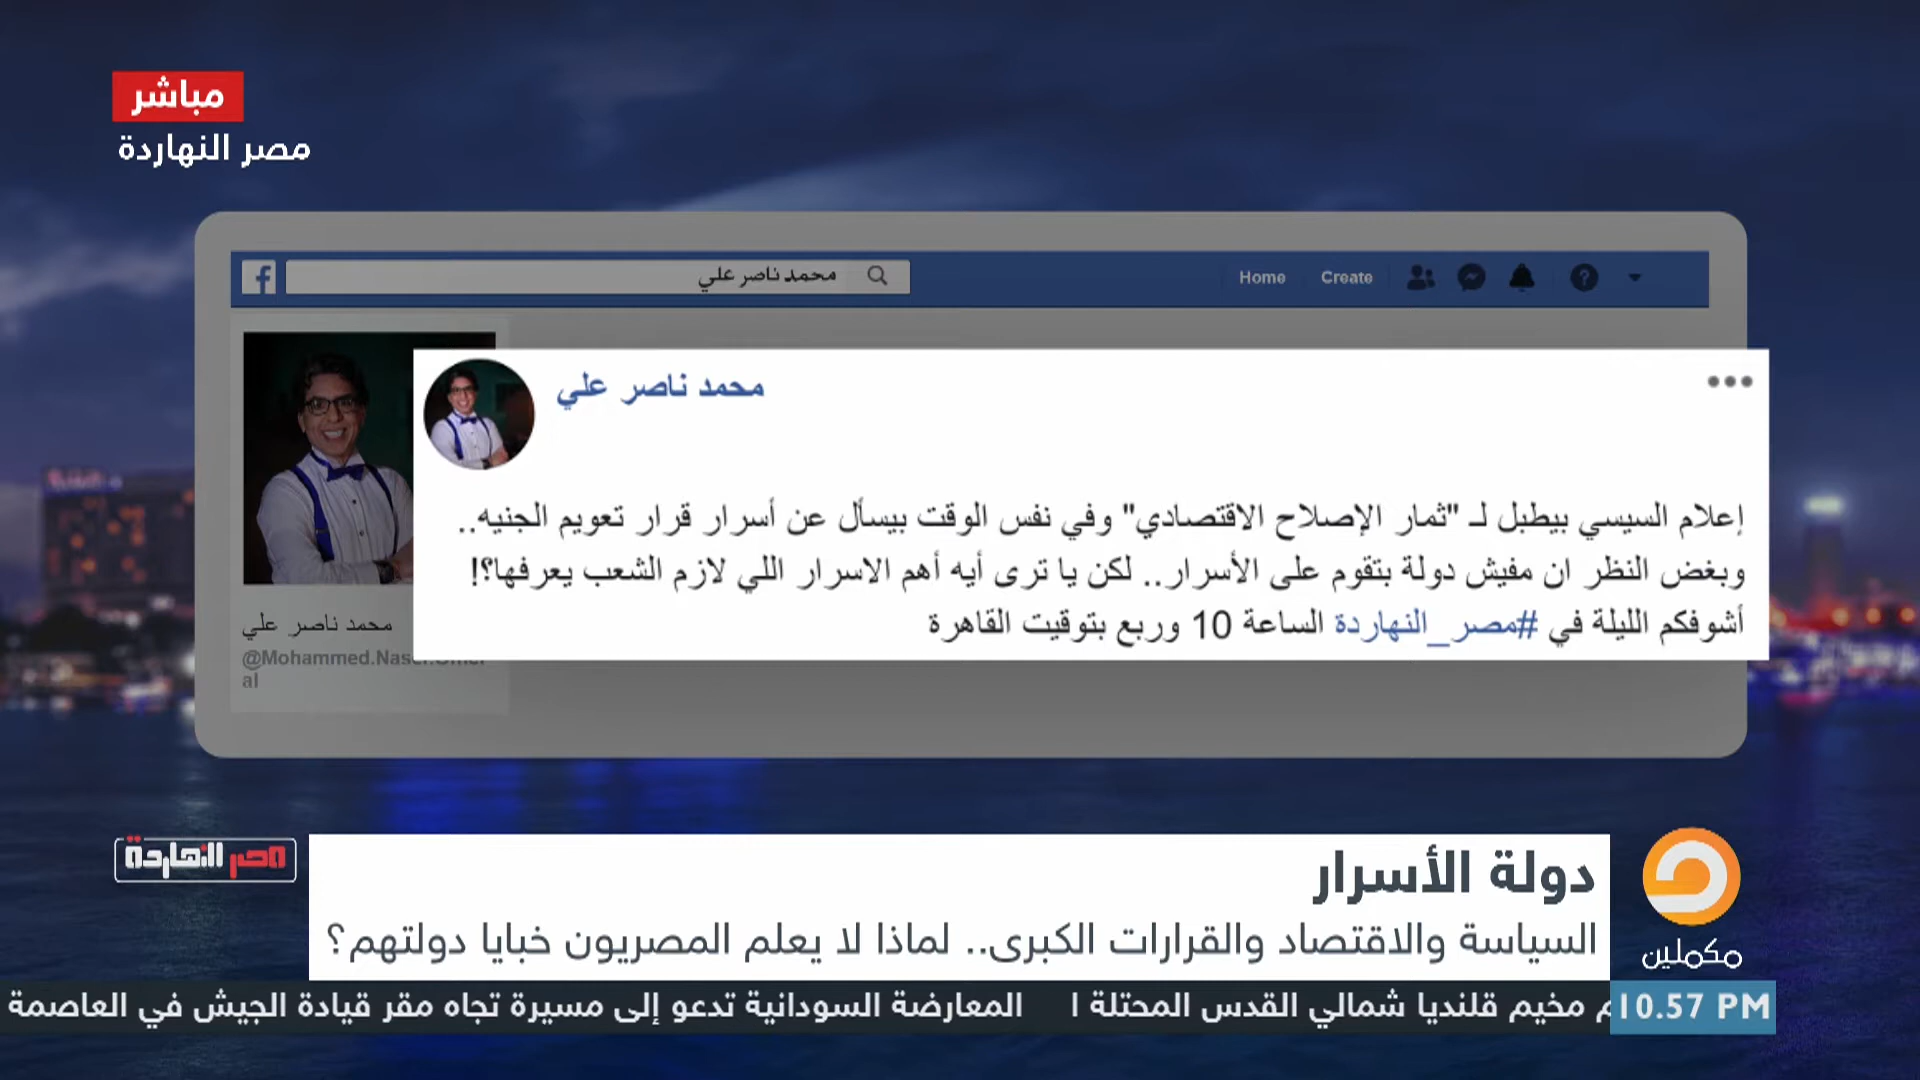 مباشر
مصر النهاردة
محمد ناصر علي
Home
Create
محمد ناصر علي
إعلام السيسي بيطبل لـ "ثمار الإصلاح الاقتصادي" وفي نفس الوقت بيسأل عن أسرار قرار تعويم الجنيه..
وبغض النظر ان مفيش دولة بتقوم على الأسرار.. لكن يا ترى أيه أهم الاسرار اللي لازم الشعب يعرفها؟!
أشوفكم الليلة في #مصر_النهاردة الساعة 10 وربع بتوقيت القاهرة
محمد ناصر علي
مصر النهاردة
دولة الأسرار
السياسة والاقتصاد والقرارات الكبرى.. لماذا لا يعلم المصريون خبايا دولتهم؟
مكملين
10.57 PM
مخيم قلنديا شمالي القدس المحتلة ا المعارضة السودانية تدعو إلى مسيرة تجاه مقر قيادة الجيش في العاصمة